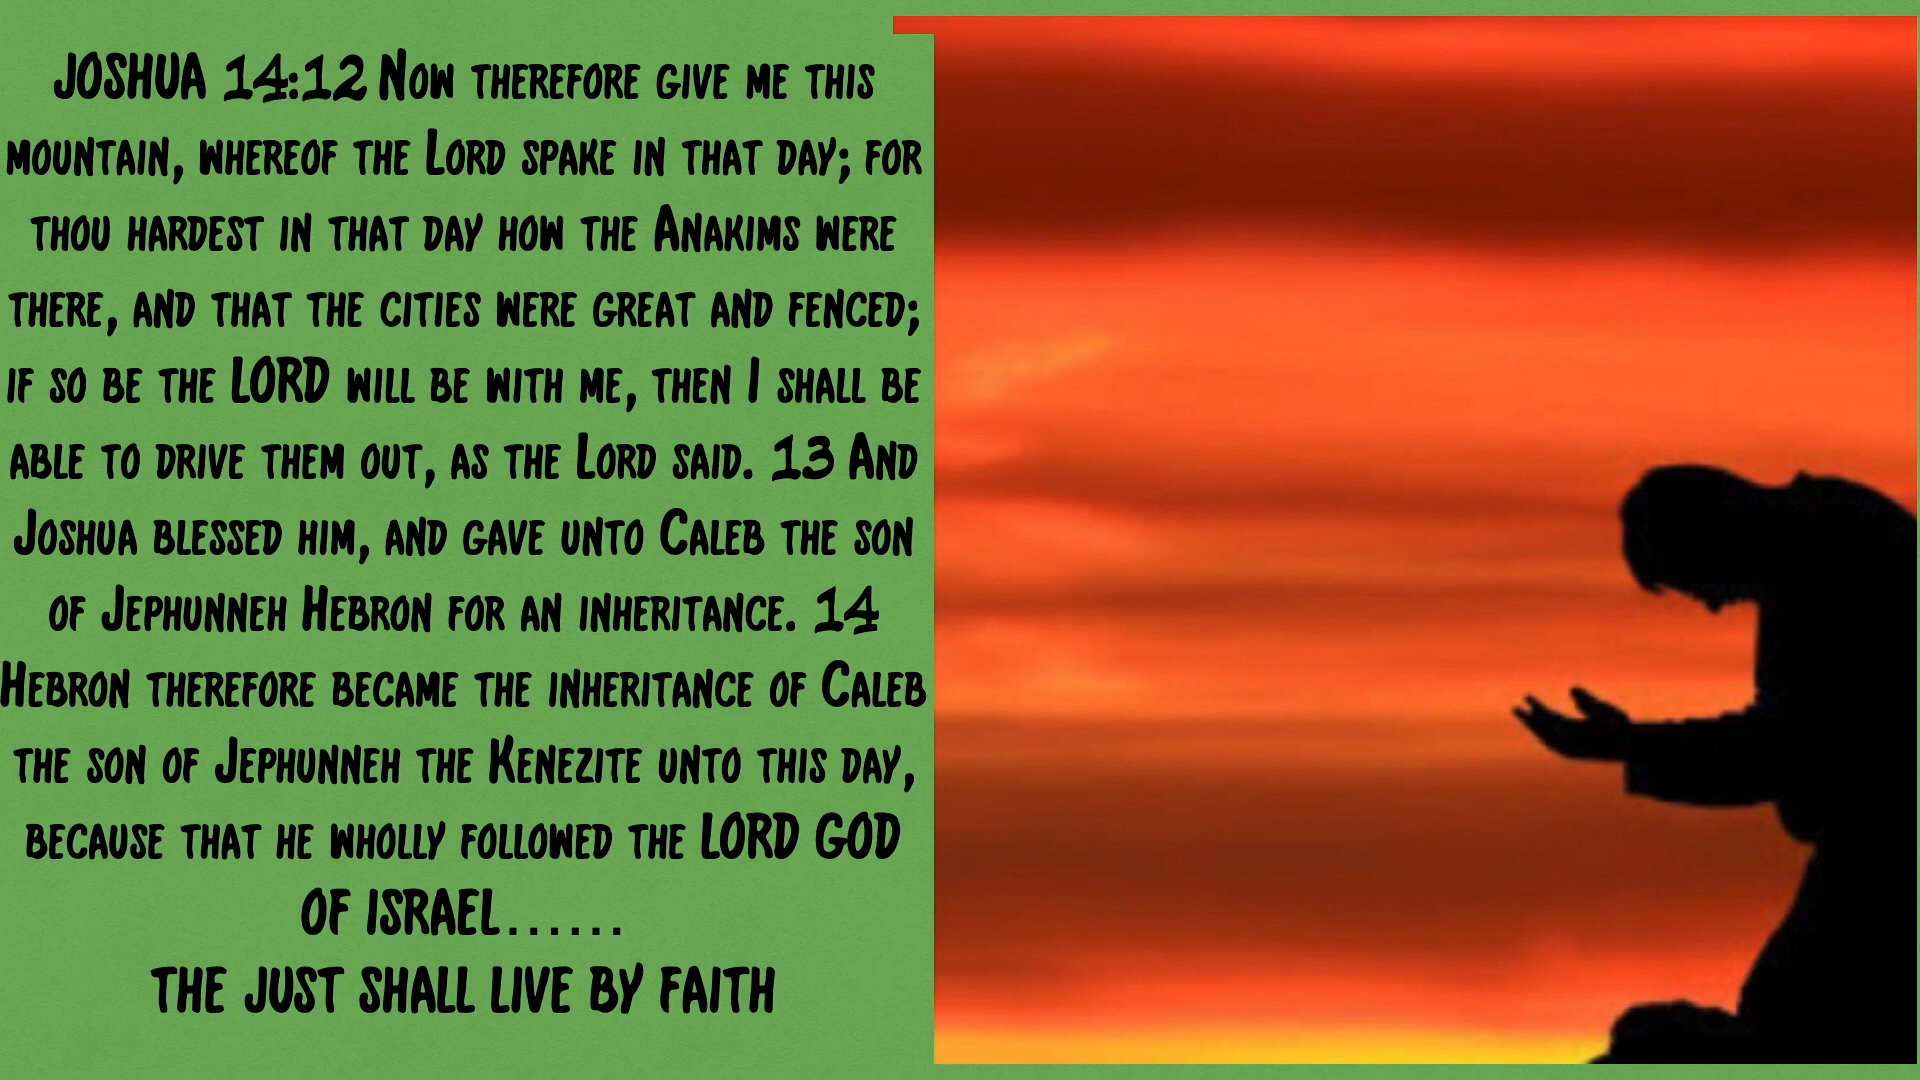 JOSHUA 14:12 Now therefore give me this
mountain, whereof the Lord spake in that day; for
thou hardest in that day how the Anakims were
there, and that the cities were great and fenced;
if so be the LORD will be with me, then I shall be
able to drive them out, as the Lord said. 13 And
Joshua blessed him, and gave unto Caleb the son
of Jephunneh Hebron for an inheritance. 14
Hebron therefore became the inheritance of Caleb
the son of Jephunneh the Kenezite unto this day,
because that he wholly followed the LORD GOD
OF ISRAEL……
THE JUST SHALL LIVE BY FAITH